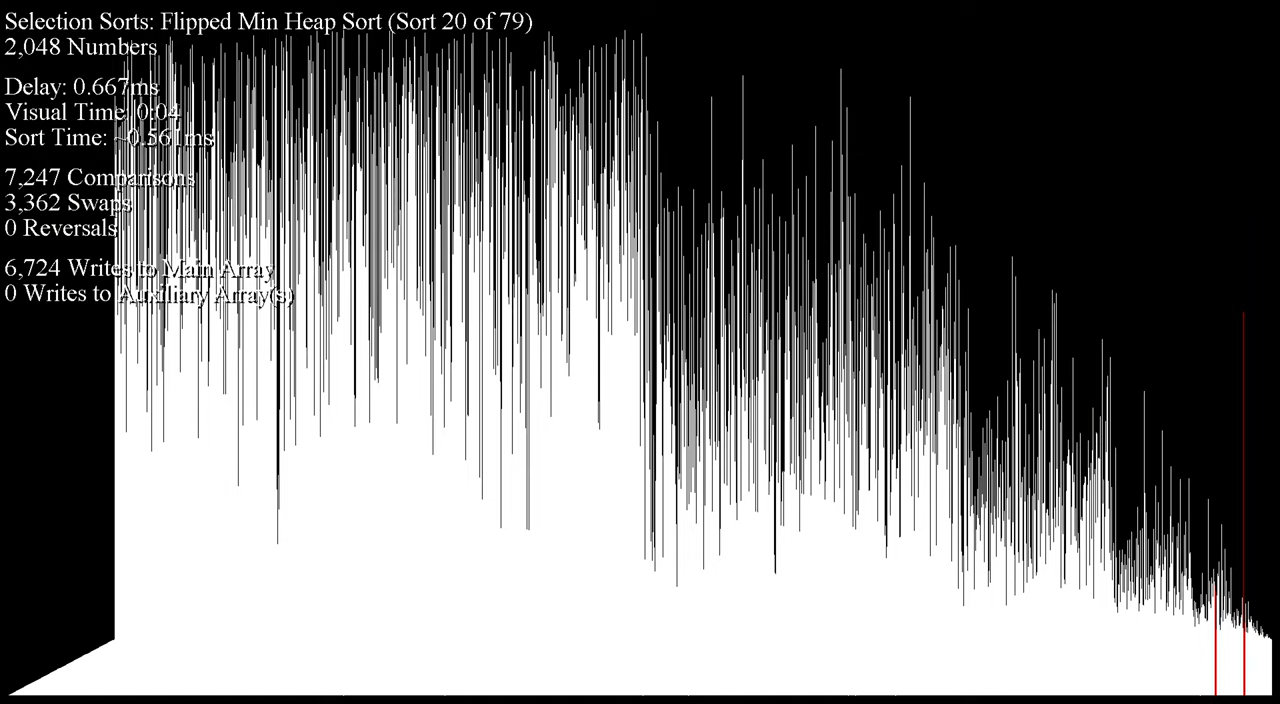 Selection Sorts: Flipped Min Heap Sort (Sort 20 of 79)
2,048 Numbers
Delay: 0.667ms
Visual Time: 0:04
Sort Time: ~0.561ms
7,247 Comparisons
3,362 Swaps
0 Reversals
6,724 Writes to Main Array
0 Writes to Auxiliary Array(s)